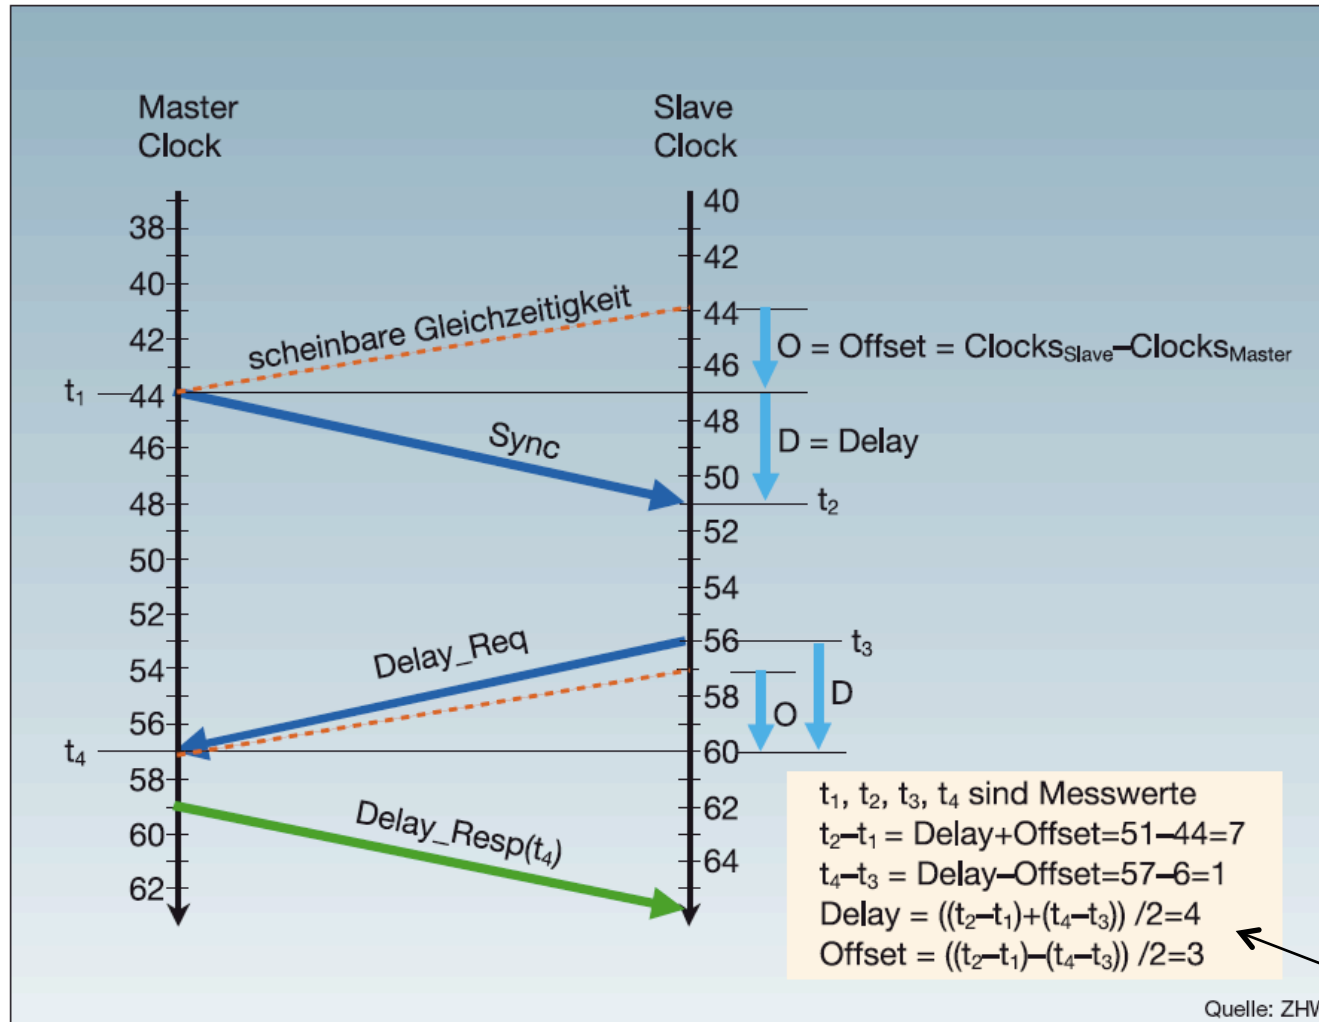 Master
Clock
Slave
Clock
38
40
42
t1
44
46
48
50
52
54
56
t4
58
60
62
40
42
44
46
48
50
52
54
56
58
60
62
64
scheinbare Gleichzeitigkeit
O = Offset = ClocksSlave–ClocksMaster
Sync
D = Delay
t2
Delay_Req
t3
D
O
Delay_Resp(t4)
t1, t2, t3, t4 sind Messwerte
t2–t1 = Delay+Offset=51–44=7
t4–t3 = Delay–Offset=57–6=1
Delay = ((t2–t1)+(t4–t3)) /2=4
Offset = ((t2–t1)–(t4–t3)) /2=3
Quelle: ZHW